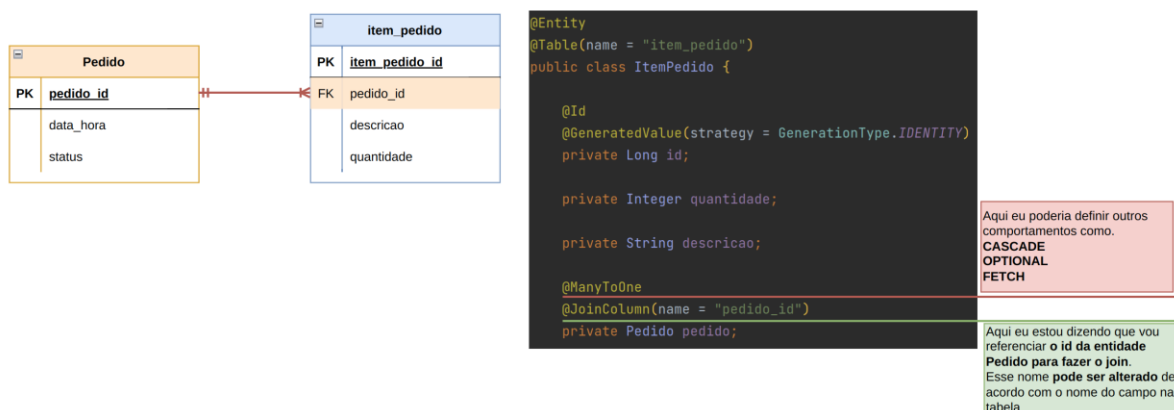 Pedido
PK pedido_id
data_hora
status
item_pedido
PK item_pedido_id
FK pedido_id
descricao
quantidade
@Entity
@Table(name = "item_pedido")
public class ItemPedido {
@Id
@GeneratedValue(strategy = GenerationType.IDENTITY)
private Long id;
private Integer quantidade;
private String descricao;
@ManyToOne
@JoinColumn(name = "pedido_id")
private Pedido pedido;
Aqui eu poderia definir outros
comportamentos como.
CASCADE
OPTIONAL
FETCH
Aqui eu estou dizendo que vou
referenciar o id da entidade
Pedido para fazer o join.
Esse nome pode ser alterado de
acordo com o nome do campo na
tabela